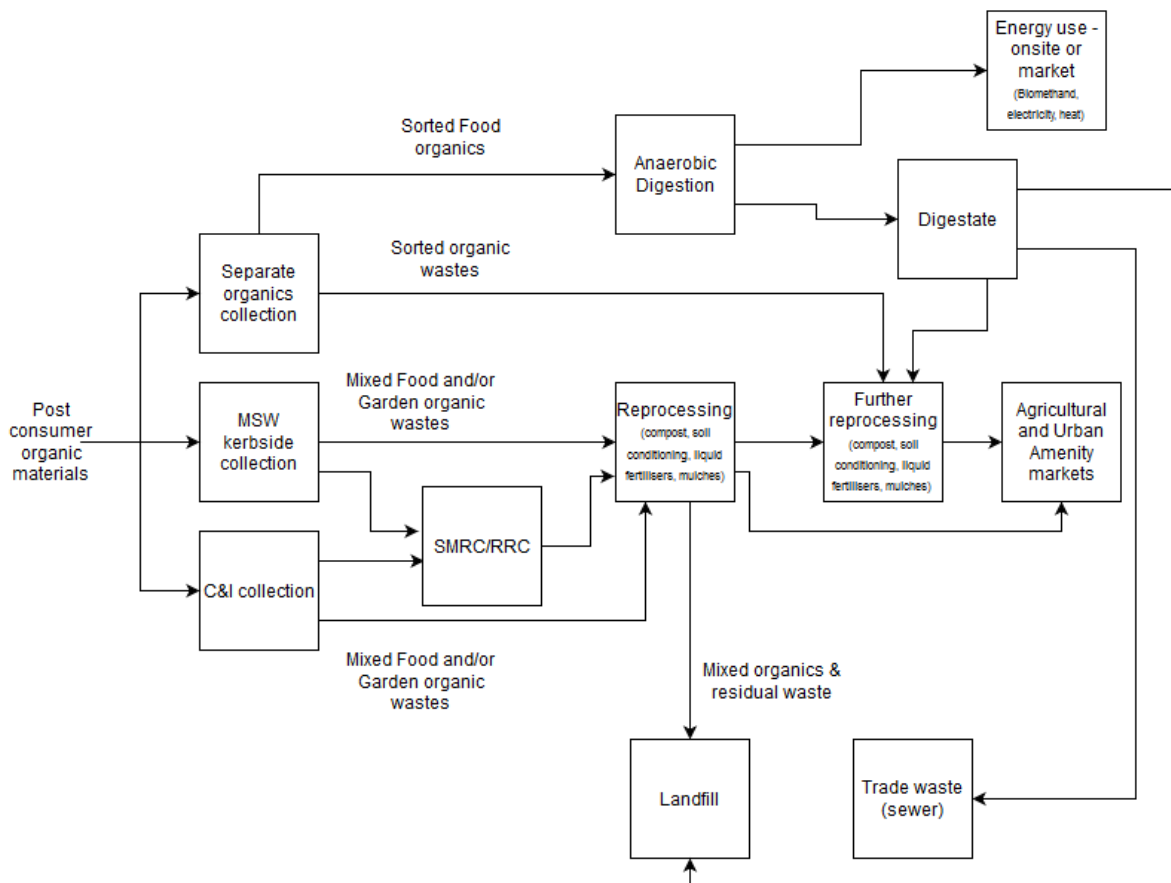 Energy use -
onsite or
market
(Biomethand,
electricity, heat)
Sorted Food
organics
Anaerobic
Digestion
Digestate
Sorted organic
wastes
Separate
organics
collection
Mixed Food and/or
Garden organic
wastes
Post
consumer
organic
materials
MSW
kerbside
collection
Reprocessing
(compost, soil
conditioning, liquid
fertilisers, mulches)
Further
reprocessing
(compost, soil
conditioning, liquid
fertilisers, mulches)
Agricultural
and Urban
Amenity
markets
SMRC/RRC
C&I collection
Mixed Food and/or
Garden organic
wastes
Mixed organics &
residual waste
Landfill
Trade waste
(sewer)